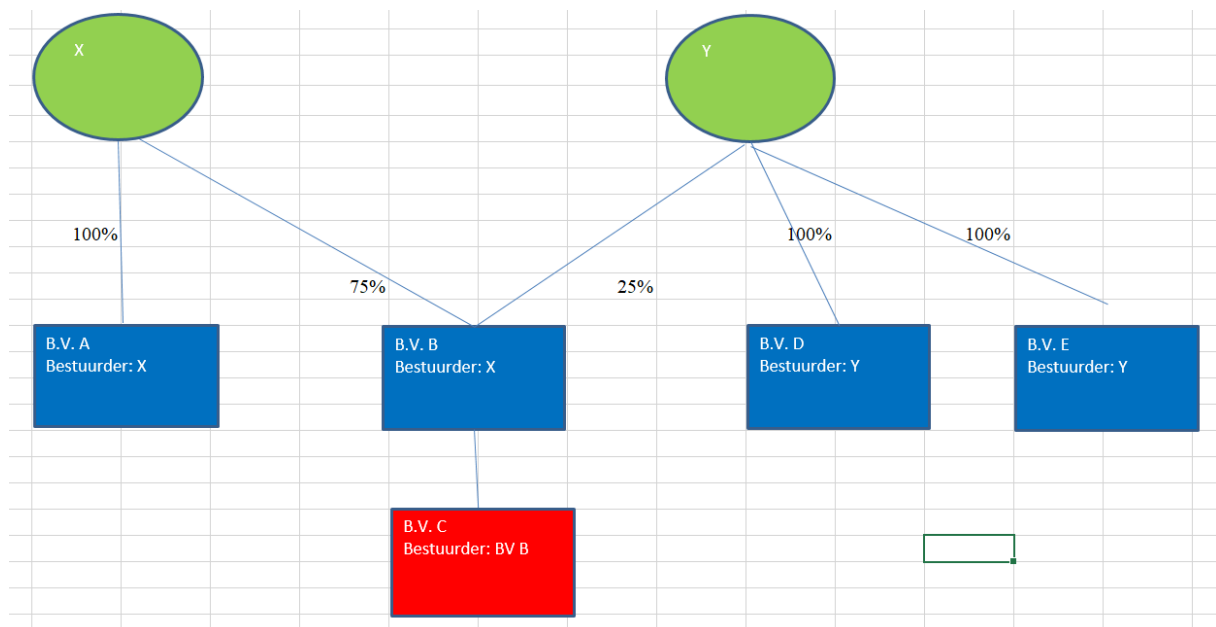 X
Y
100%
75%
25%
100%
100%
B.V. A
Bestuurder: X
B.V. B
Bestuurder: X
B.V. D
Bestuurder: Y
B.V. E
Bestuurder: Y
B.V. C
Bestuurder: BV B